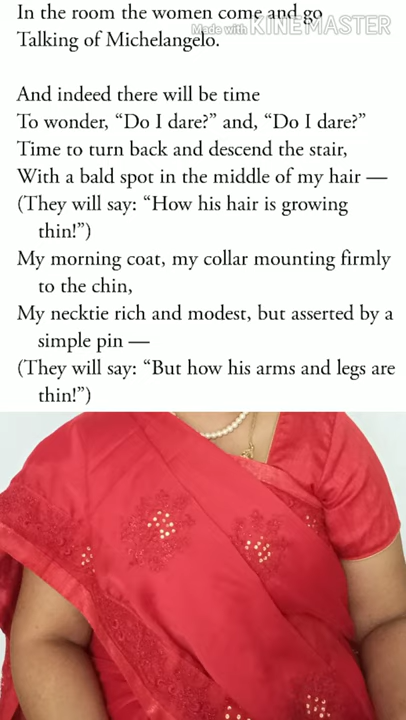 In the room the women come and go
Made with KINEMASTER
Talking of Michelangelo.
And indeed there will be time
To wonder, “Do I dare?” and, “Do I dare?”
Time to turn back and descend the stair,
With a bald spot in the middle of my hair —
(They will say: “How his hair is growing
thin!”)
My morning coat, my collar mounting firmly
to the chin,
My necktie rich and modest, but asserted by a
simple pin —
(They will say: “But how his arms and legs are
thin!”)